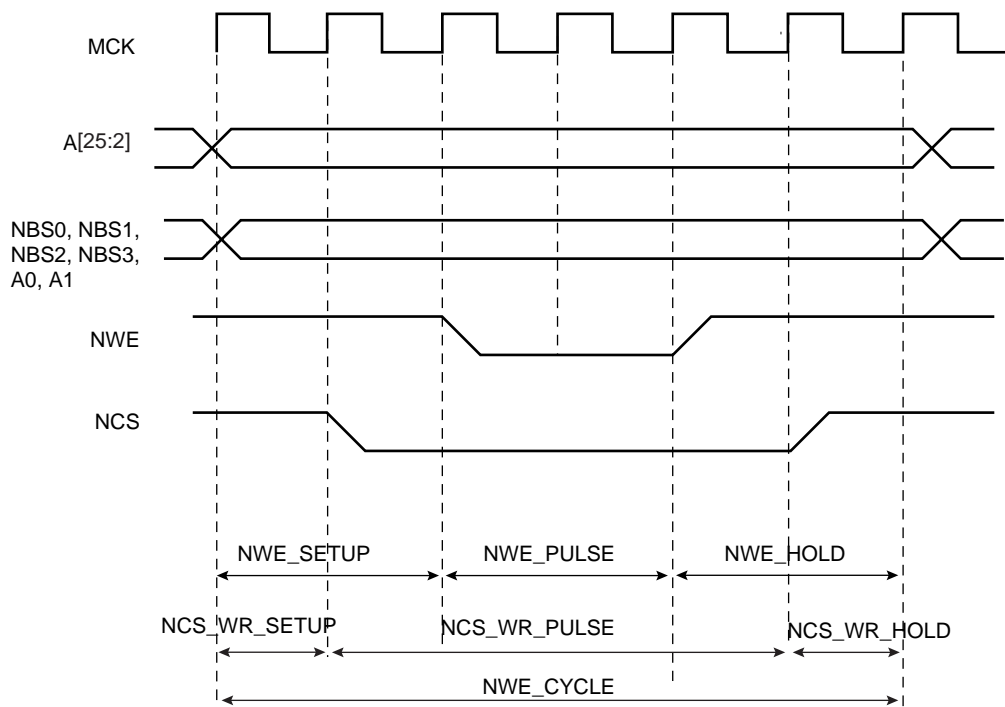 MCK
A[25:2]
NBS0, NBS1,
NBS2, NBS3,
A0, A1
NWE
NCS
NWE_SETUP
NWE_PULSE
NWE_HOLD
NCS_WR_SETUP
NCS_WR_PULSE
NCS_WR_HOLD
NWE_CYCLE